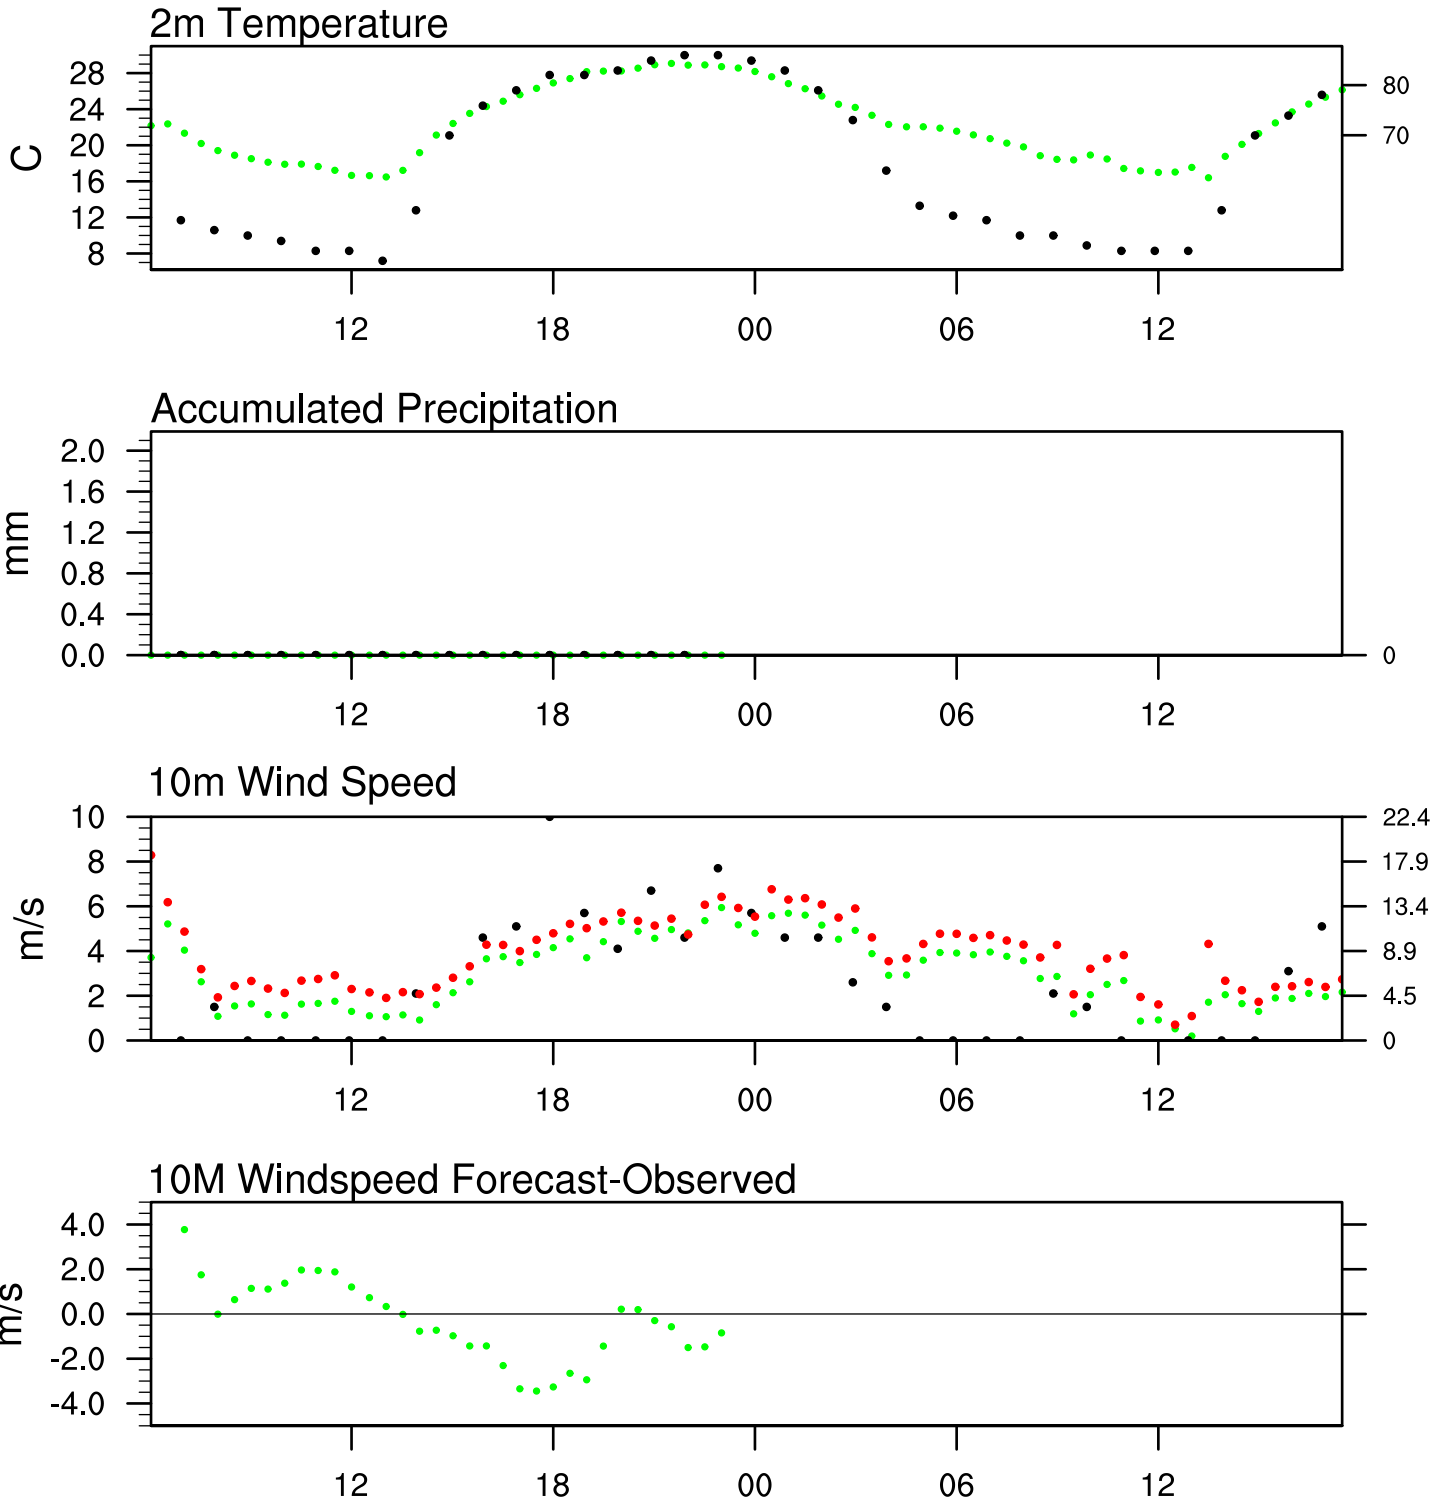 2m Temperature
28
24
20
16
12
8
C
80
70
12 18 00 06 12
Accumulated Precipitation
2.0
1.6
1.2
0.8
0.4
0.0
mm
0
12 18 00 06 12
10m Wind Speed
10
8
6
4
2
0
m/s
22.4
17.9
13.4
8.9
4.5
0
12 18 00 06 12
10M Windspeed Forecast-Observed
4.0
2.0
0.0
-2.0
-4.0
m/s
12 18 00 06 12